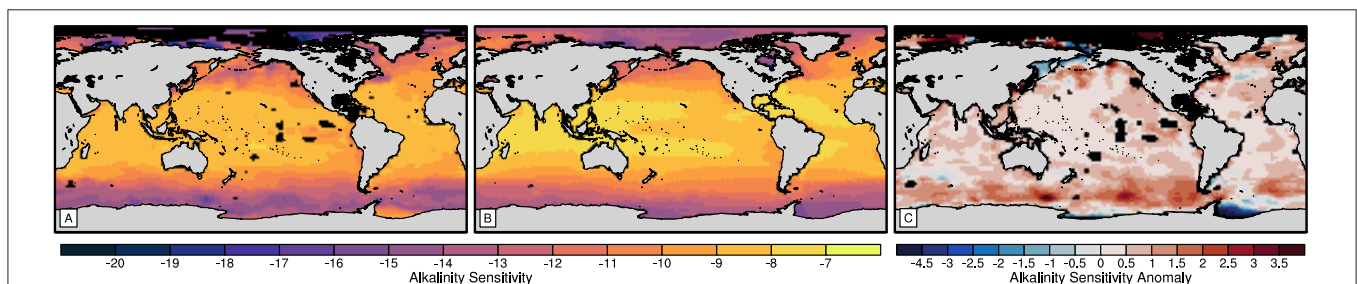 A
B
C
-20 -19 -18 -17 -16 -15 -14 -13 -12 -11 -10 -9 -8 -7
Alkalinity Sensitivity
-4.5 -3 -2.5 -2 -1.5 -1 -0.5 0 0.5 1 1.5 2 2.5 3 3.5
Alkalinity Sensitivity Anomaly